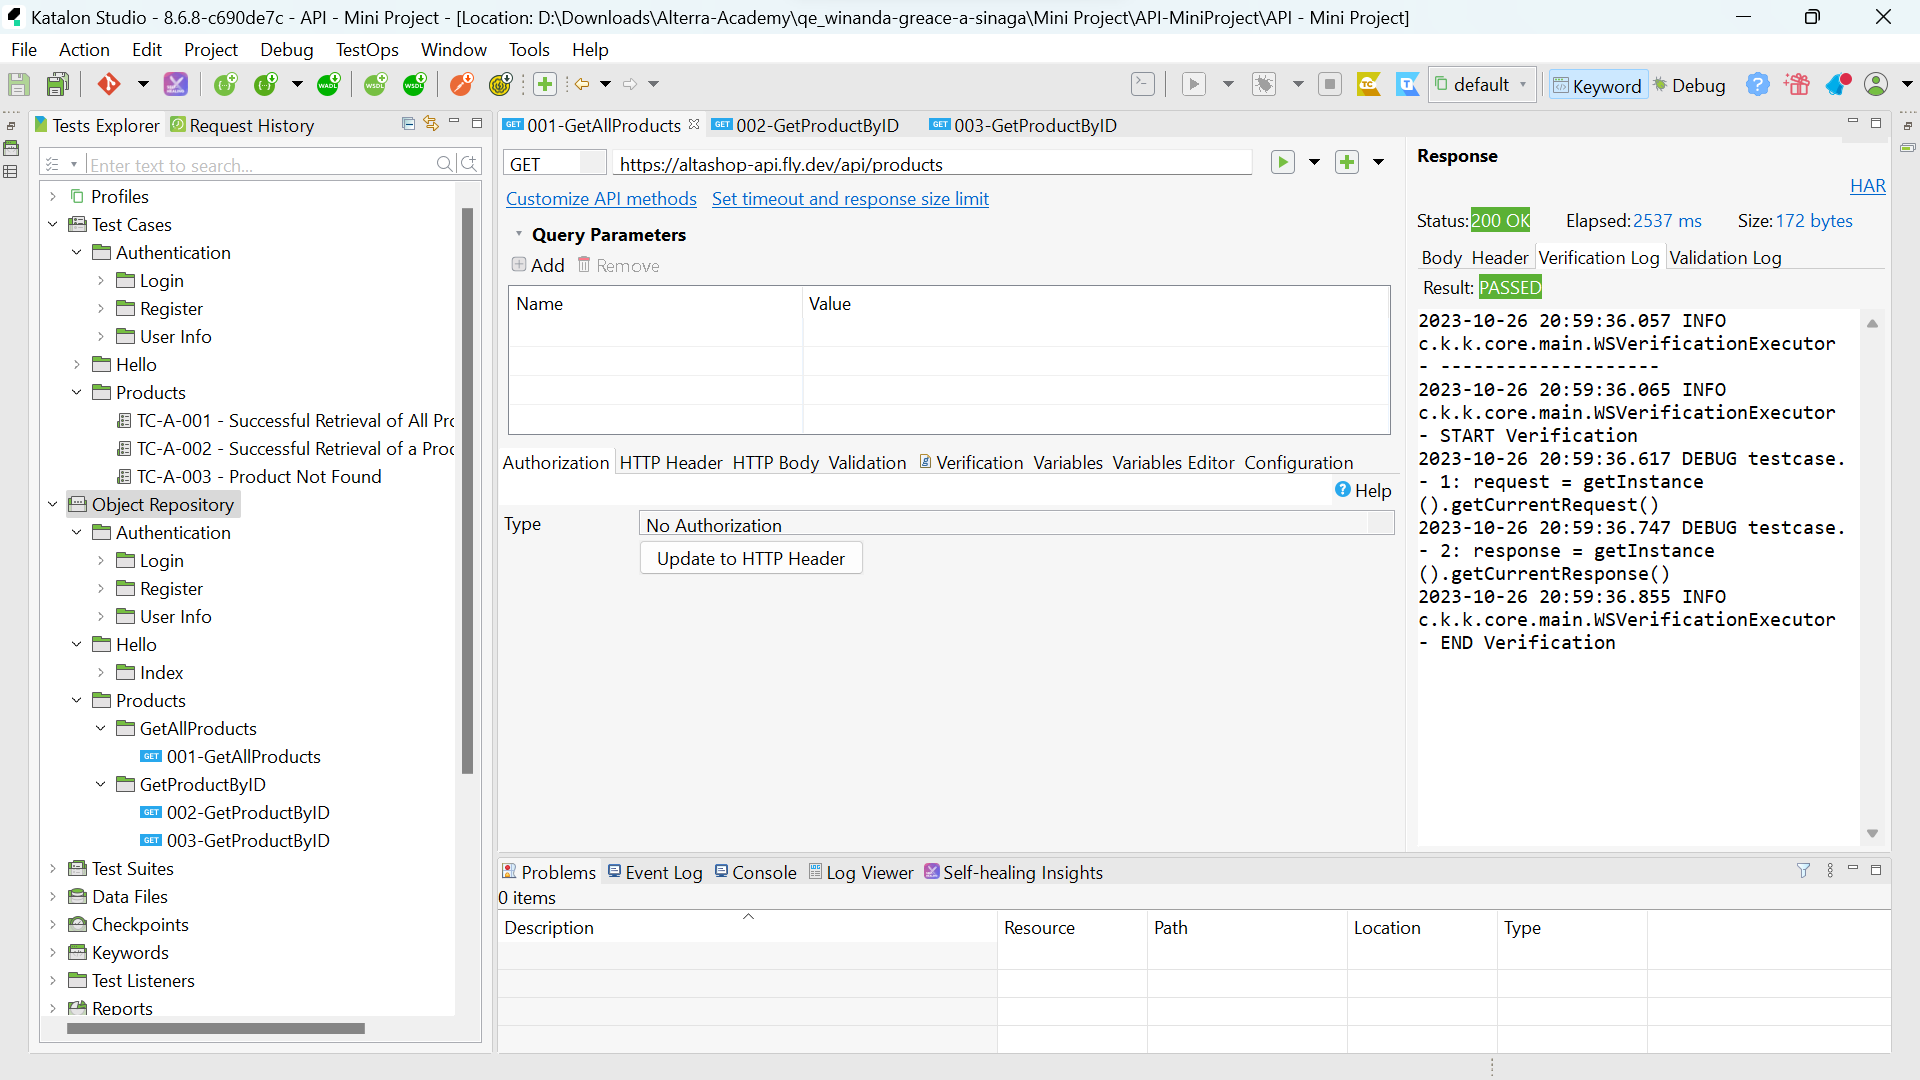 Katalon Studio - 8.6.8-c690de7c - API - Mini Project - [Location: D:\Downloads\Alterra-Academy\qe_winanda-greace-a-sinaga\Mini Project\API-MiniProject\API - Mini Project]
File Action Edit Project Debug TestOps Window Tools Help
default Keyword Debug
Tests Explorer Request History
Enter text to search...
Profiles
Test Cases
Authentication
Login
Register
User Info
Hello
Products
TC-A-001 - Successful Retrieval of All Pro
TC-A-002 - Successful Retrieval of a Proc
TC-A-003 - Product Not Found
Object Repository
Authentication
Login
Register
User Info
Hello
Index
Products
GetAllProducts
GET 001-GetAllProducts
GetProductByID
GET 002-GetProductByID
GET 003-GetProductByID
Test Suites
Data Files
Checkpoints
Keywords
Test Listeners
Reports
GET 001-GetAllProducts GET 002-GetProductByID GET 003-GetProductByID
GET https://altashop-api.fly.dev/api/products
Customize API methods Set timeout and response size limit
Query Parameters
Add Remove
Name Value
Authorization HTTP Header HTTP Body Validation Verification Variables Variables Editor Configuration
Help
Type No Authorization
Update to HTTP Header
Response
HAR
Status: 200 OK Elapsed: 2537 ms Size: 172 bytes
Body Header Verification Log Validation Log
Result: PASSED
2023-10-26 20:59:36.057 INFO
c.k.k.core.main.WSVerificationExecutor
- --------------------
2023-10-26 20:59:36.065 INFO
c.k.k.core.main.WSVerificationExecutor
- START Verification
2023-10-26 20:59:36.617 DEBUG testcase.
- 1: request = getInstance
().getCurrentRequest()
2023-10-26 20:59:36.747 DEBUG testcase.
- 2: response = getInstance
().getCurrentResponse()
2023-10-26 20:59:36.855 INFO
c.k.k.core.main.WSVerificationExecutor
- END Verification
Problems Event Log Console Log Viewer Self-healing Insights
0 items
Description Resource Path Location Type